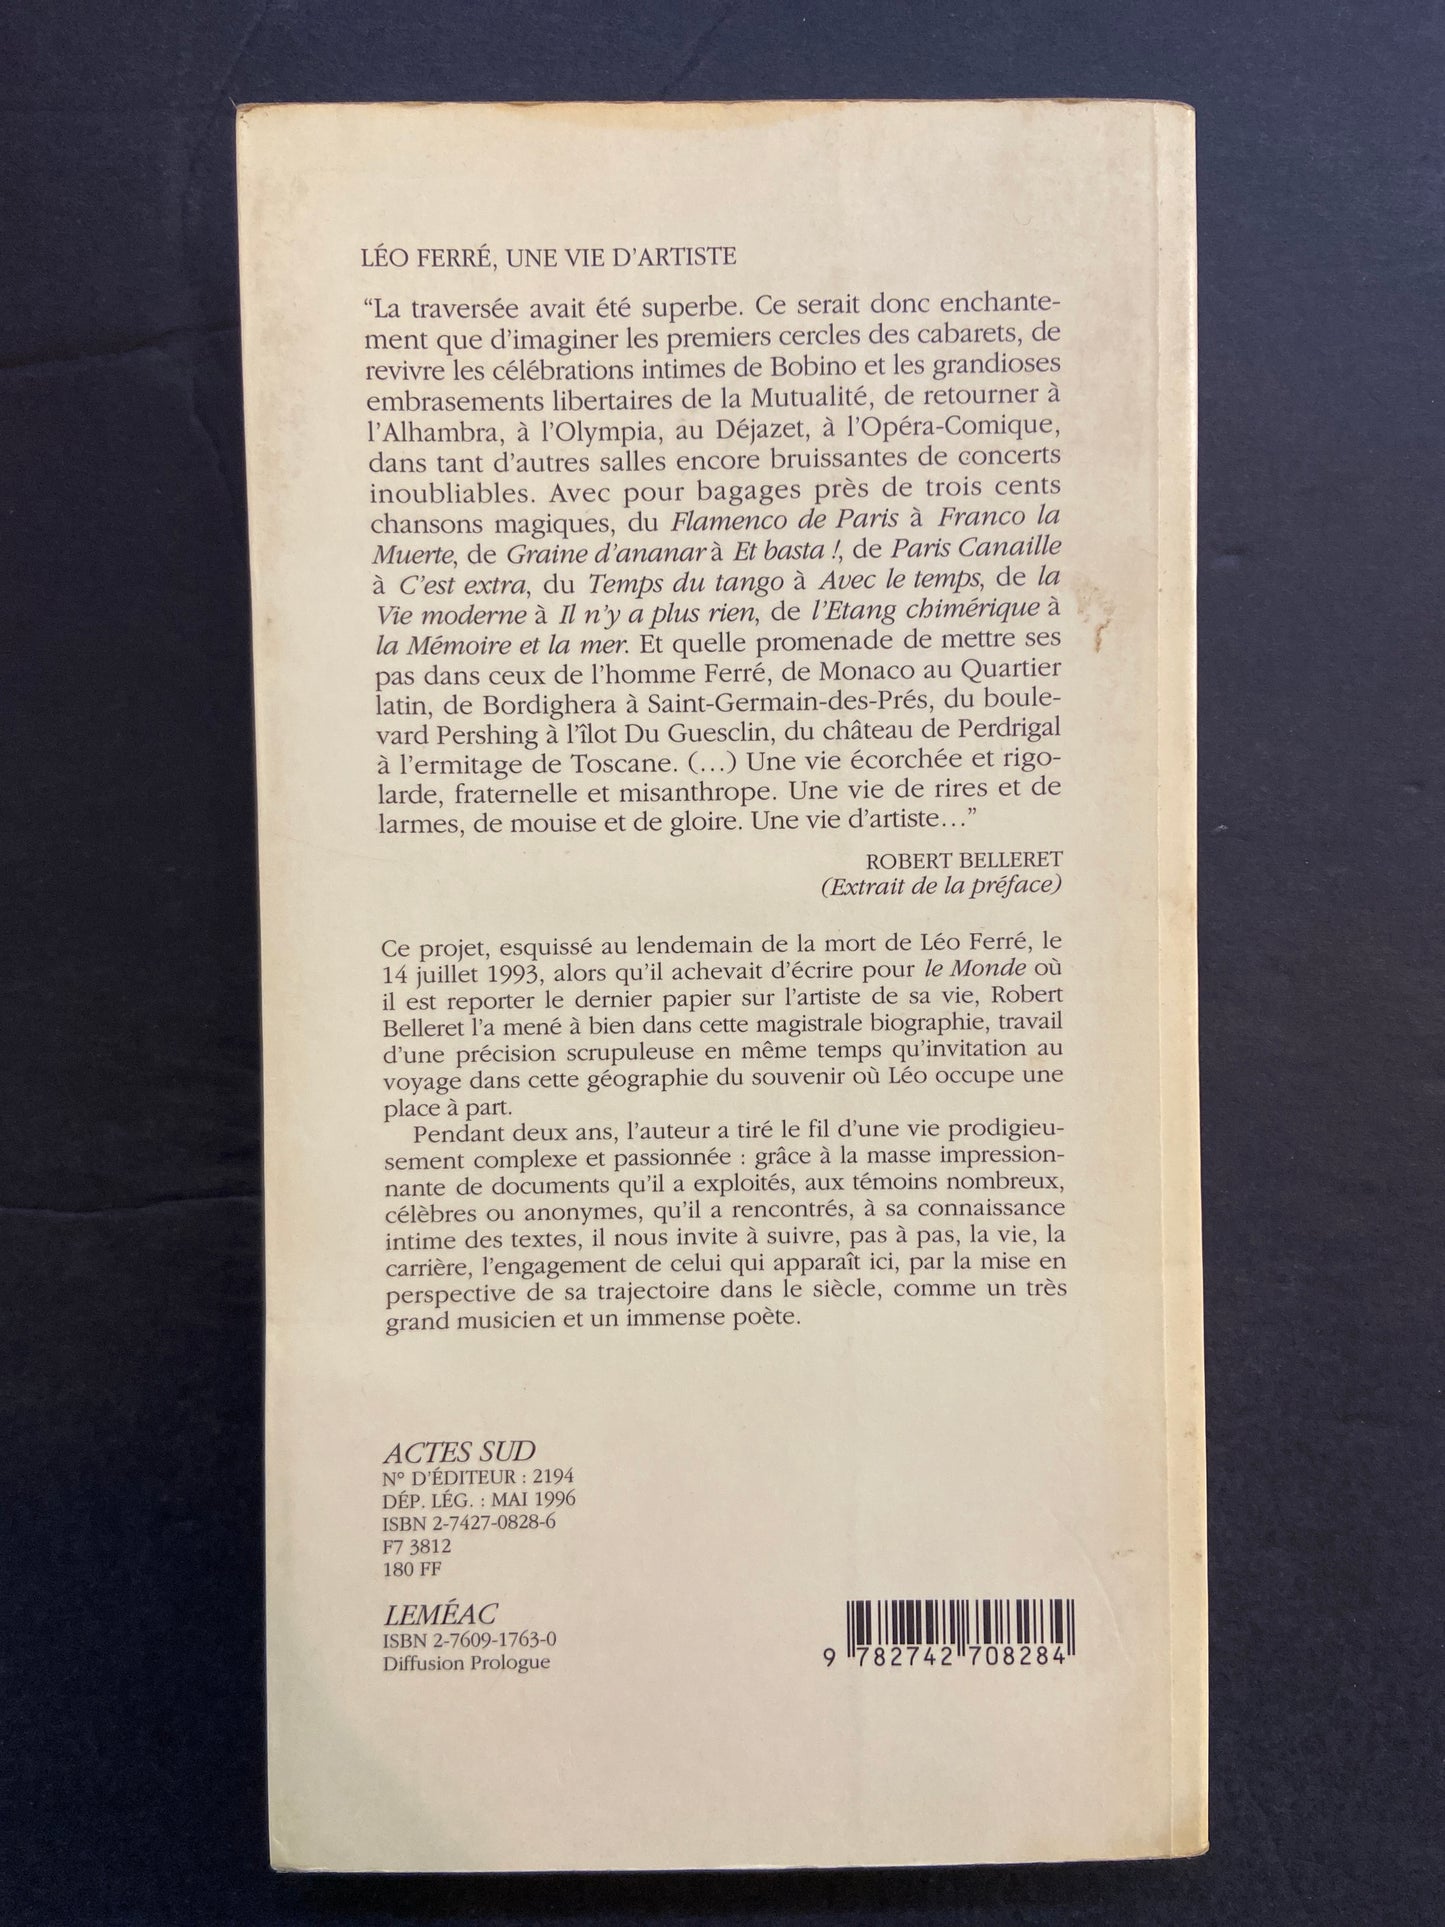 LÉO FERRÉ, UNE VIE D'ARTISTE
“La traversée avait été superbe. Ce serait donc enchante-
ment que d'imaginer les premiers cercles des cabarets, de
revivre les célébrations intimes de Bobino et les grandioses
embrasements libertaires de la Mutualité, de retourner à
l'Alhambra, à l'Olympia, au Déjazet, à l'Opéra-Comique,
dans tant d'autres salles encore bruissantes de concerts
inoubliables. Avec pour bagages près de trois cents
chansons magiques, du Flamenco de Paris à Franco la
Muerte, de Graine d'ananar à Et basta !, de Paris Canaille
à C'est extra, du Temps du tango à Avec le temps, de la
Vie moderne à Il n'y a plus rien, de l'Etang chimérique à
la Mémoire et la mer. Et quelle promenade de mettre ses
pas dans ceux de l'homme Ferré, de Monaco au Quartier
latin, de Bordighera à Saint-Germain-des-Prés, du boule-
vard Pershing à l'îlot Du Guesclin, du château de Perdrigal
à l'ermitage de Toscane. (…) Une vie écorchée et rigo-
larde, fraternelle et misanthrope. Une vie de rires et de
larmes, de mouise et de gloire. Une vie d'artiste…”
ROBERT BELLERET
(Extrait de la préface)
Ce projet, esquissé au lendemain de la mort de Léo Ferré, le
14 juillet 1993, alors qu'il achevait d'écrire pour le Monde où
il est reporter le dernier papier sur l'artiste de sa vie, Robert
Belleret l'a mené à bien dans cette magistrale biographie, travail
d'une précision scrupuleuse en même temps qu'invitation au
voyage dans cette géographie du souvenir où Léo occupe une
place à part.
Pendant deux ans, l'auteur a tiré le fil d'une vie prodigieu-
sement complexe et passionnée : grâce à la masse impression-
nante de documents qu'il a exploités, aux témoins nombreux,
célèbres ou anonymes, qu'il a rencontrés, à sa connaissance
intime des textes, il nous invite à suivre, pas à pas, la vie, la
carrière, l'engagement de celui qui apparaît ici, par la mise en
perspective de sa trajectoire dans le siècle, comme un très
grand musicien et un immense poète.
ACTES SUD
N° D'ÉDITEUR : 2194
DÉP. LÉG. : MAI 1996
ISBN 2-7427-0828-6
F7 3812
180 FF
LEMÉAC
ISBN 2-7609-1763-0
Diffusion Prologue
9 782742 708284